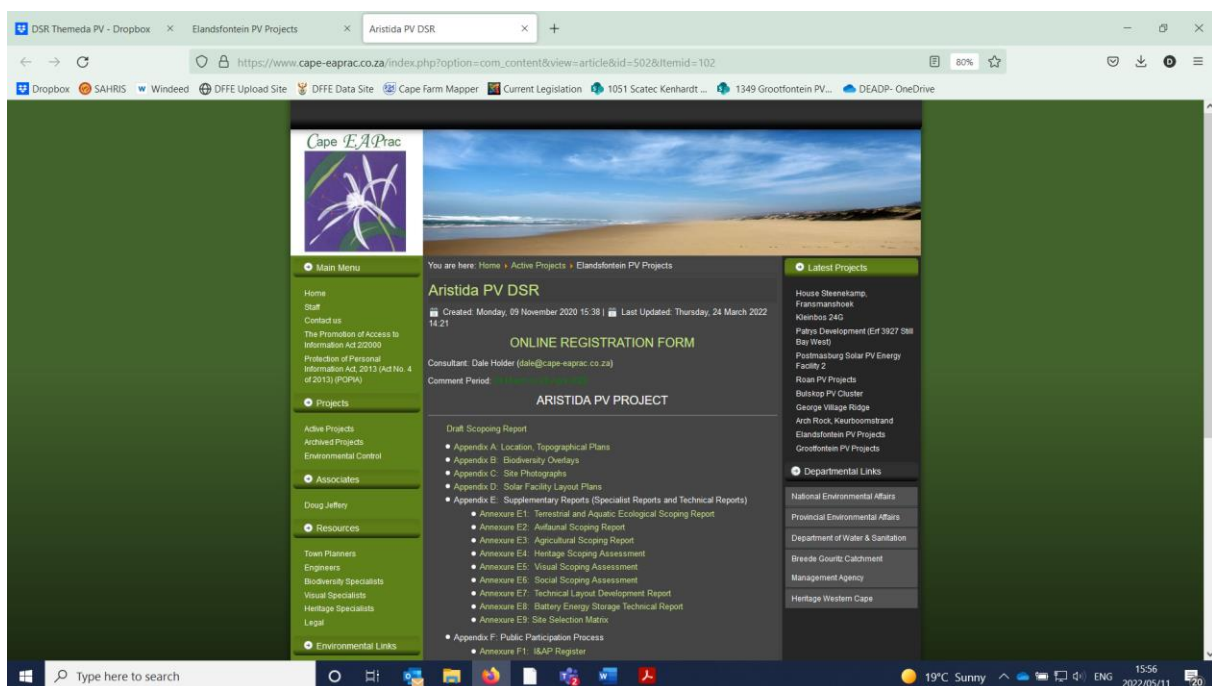 DSR Themeda PV - Dropbox
Elandsfontein PV Projects
Aristida PV DSR
https://www.cape-eaprac.co.za/index.php?option=com_content&view=article&id=502&Itemid=102
80%
Dropbox
SAHRIS
Windeed
DFFE Upload Site
DFFE Data Site
Cape Farm Mapper
Current Legislation
1051 Scatec Kenhardt ...
1349 Grootfontein PV...
DEADP- OneDrive
Cape EAPrac
Main Menu
Home
Staff
Contact us
The Promotion of Access to
Information Act 2/2000
Protection of Personal
Information Act, 2013 (Act No. 4
of 2013) (POPIA)
Projects
Active Projects
Archived Projects
Environmental Control
Associates
Doug Jeffery
Resources
Town Planners
Engineers
Biodiversity Specialists
Visual Specialists
Heritage Specialists
Legal
Environmental Links
You are here: Home Active Projects Elandsfontein PV Projects
Aristida PV DSR
Created: Monday, 09 November 2020 15:38 | Last Updated: Thursday, 24 March 2022
14:21
ONLINE REGISTRATION FORM
Consultant: Dale Holder (dale@cape-eaprac.co.za)
Comment Period:
ARISTIDA PV PROJECT
Draft Scopoing Report
Appendix A: Location, Topographical Plans
Appendix B: Biodiversity Overlays
Appendix C: Site Photographs
Appendix D: Solar Facility Layout Plans
Appendix E: Supplementary Reports (Specialist Reports and Technical Reports)
Annexure E1: Terrestrial and Aquatic Ecological Scoping Report
Annexure E2: Avifaunal Scoping Report
Annexure E3: Agricultural Scoping Report
Annexure E4: Heritage Scoping Assessment
Annexure E5: Visual Scoping Assessment
Annexure E6: Social Scoping Assessment
Annexure E7: Technical Layout Development Report
Annexure E8: Battery Energy Storage Technical Report
Annexure E9: Site Selection Matrix
Appendix F: Public Participation Process
Annexure F1: I&AP Register
Latest Projects
House Steenekamp,
Fransmanshoek
Kleinbos 24G
Patrys Development (Erf 3927 Still
Bay West)
Postmasburg Solar PV Energy
Facility 2
Roan PV Projects
Bulskop PV Cluster
George Village Ridge
Arch Rock, Keurboomstrand
Elandsfontein PV Projects
Grootfontein PV Projects
Departmental Links
National Environmental Affairs
Provincial Environmental Affairs
Department of Water & Sanitation
Breede Gouritz Catchment
Management Agency
Heritage Western Cape
Type here to search
19°C Sunny
ENG
15:56
2022/05/11
20